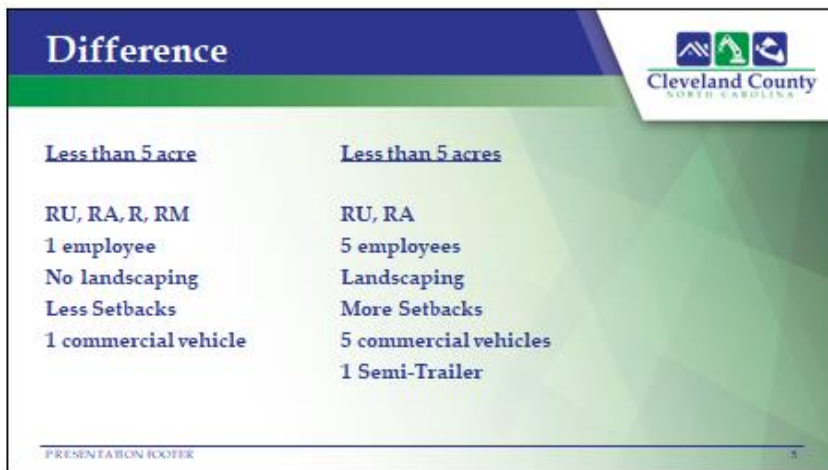 Difference
Cleveland County
NORTH CAROLINA
Less than 5 acre
RU, RA, R, RM
1 employee
No landscaping
Less Setbacks
1 commercial vehicle
Less than 5 acres
RU, RA
5 employees
Landscaping
More Setbacks
5 commercial vehicles
1 Semi-Trailer
PRESENTATION FOOTER
5